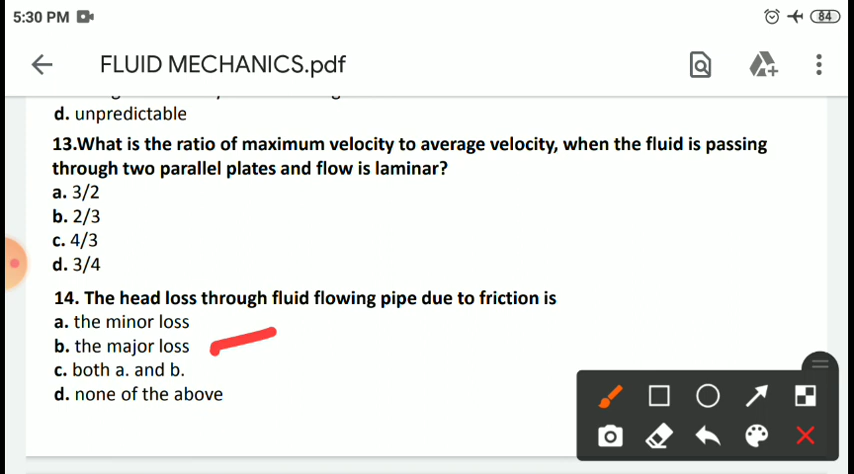 5:30 PM
84
FLUID MECHANICS.pdf
d. unpredictable
13.What is the ratio of maximum velocity to average velocity, when the fluid is passing
through two parallel plates and flow is laminar?
a. 3/2
b. 2/3
c. 4/3
d. 3/4
14. The head loss through fluid flowing pipe due to friction is
a. the minor loss
b. the major loss
c. both a. and b.
d. none of the above